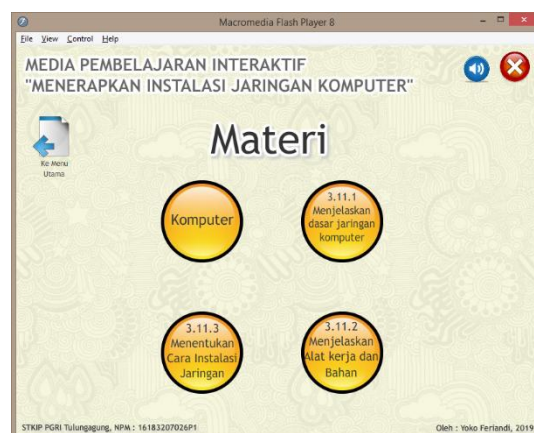 Macromedia Flash Player 8
File View Control Help
MEDIA PEMBELAJARAN INTERAKTIF
"MENERAPKAN INSTALASI JARINGAN KOMPUTER"
Ke Menu
Utama
Materi
Komputer
3.11.1
Menjelaskan
dasar jaringan
komputer
3.11.3
Menentukan
Cara Instalasi
Jaringan
3.11.2
Menjelaskan
Alat kerja dan
Bahan
STKIP PGRI Tulungagung, NPM : 16183207026P1
Oleh : Yoko Feriandi, 2019